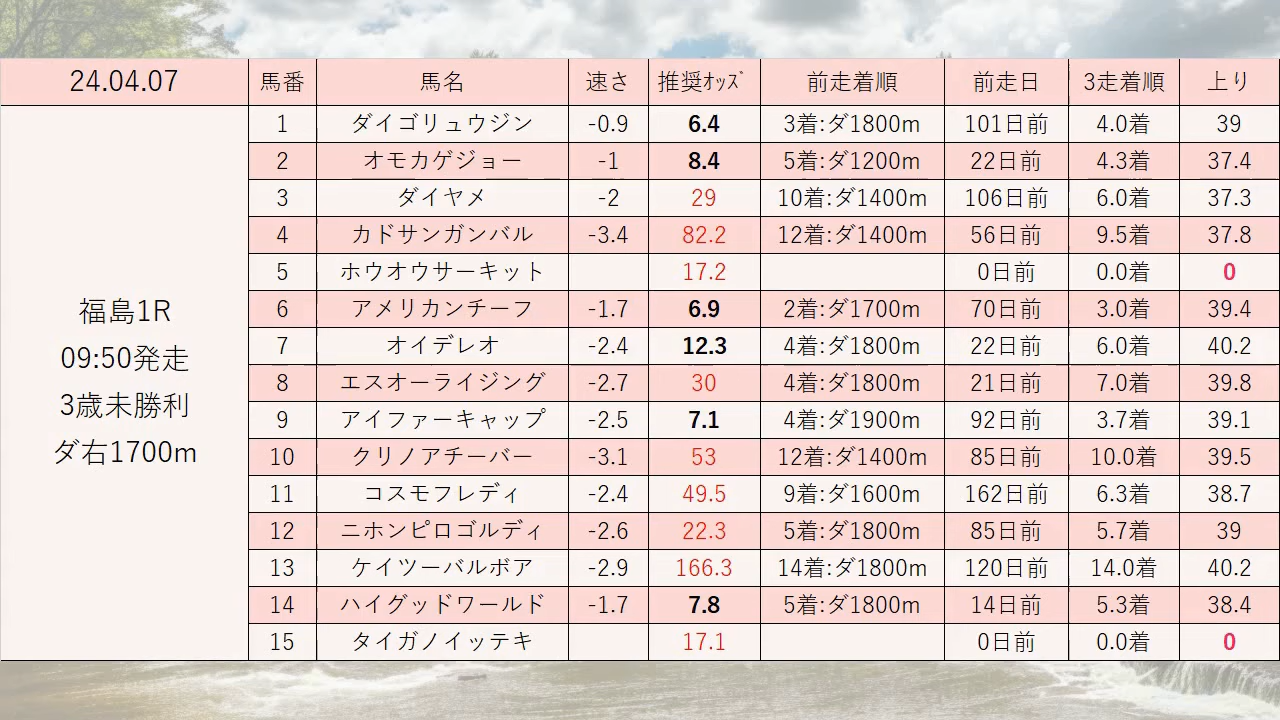 24.04.07 馬番 馬名 速さ 推奨ｵｯｽﾞ 前走着順 前走日 3走着順 上り
1 ダイゴリュウジン -0.9 6.4 3着:ダ1800m 101日前 4.0着 39
2 オモカゲジョー -1 8.4 5着:ダ1200m 22日前 4.3着 37.4
3 ダイヤメ -2 29 10着:ダ1400m 106日前 6.0着 37.3
4 カドサンガンバル -3.4 82.2 12着:ダ1400m 56日前 9.5着 37.8
5 ホウオウサーキット 17.2 0日前 0.0着 0
6 アメリカンチーフ -1.7 6.9 2着:ダ1700m 70日前 3.0着 39.4
7 オイデレオ -2.4 12.3 4着:ダ1800m 22日前 6.0着 40.2
8 エスオーライジング -2.7 30 4着:ダ1800m 21日前 7.0着 39.8
9 アイファーキャップ -2.5 7.1 4着:ダ1900m 92日前 3.7着 39.1
10 クリノアチーバー -3.1 53 12着:ダ1400m 85日前 10.0着 39.5
11 コスモフレディ -2.4 49.5 9着:ダ1600m 162日前 6.3着 38.7
12 ニホンピロゴルディ -2.6 22.3 5着:ダ1800m 85日前 5.7着 39
13 ケイツーバルボア -2.9 166.3 14着:ダ1800m 120日前 14.0着 40.2
14 ハイグッドワールド -1.7 7.8 5着:ダ1800m 14日前 5.3着 38.4
15 タイガノイッテキ 17.1 0日前 0.0着 0
福島1R
09:50発走
3歳未勝利
ダ右1700m